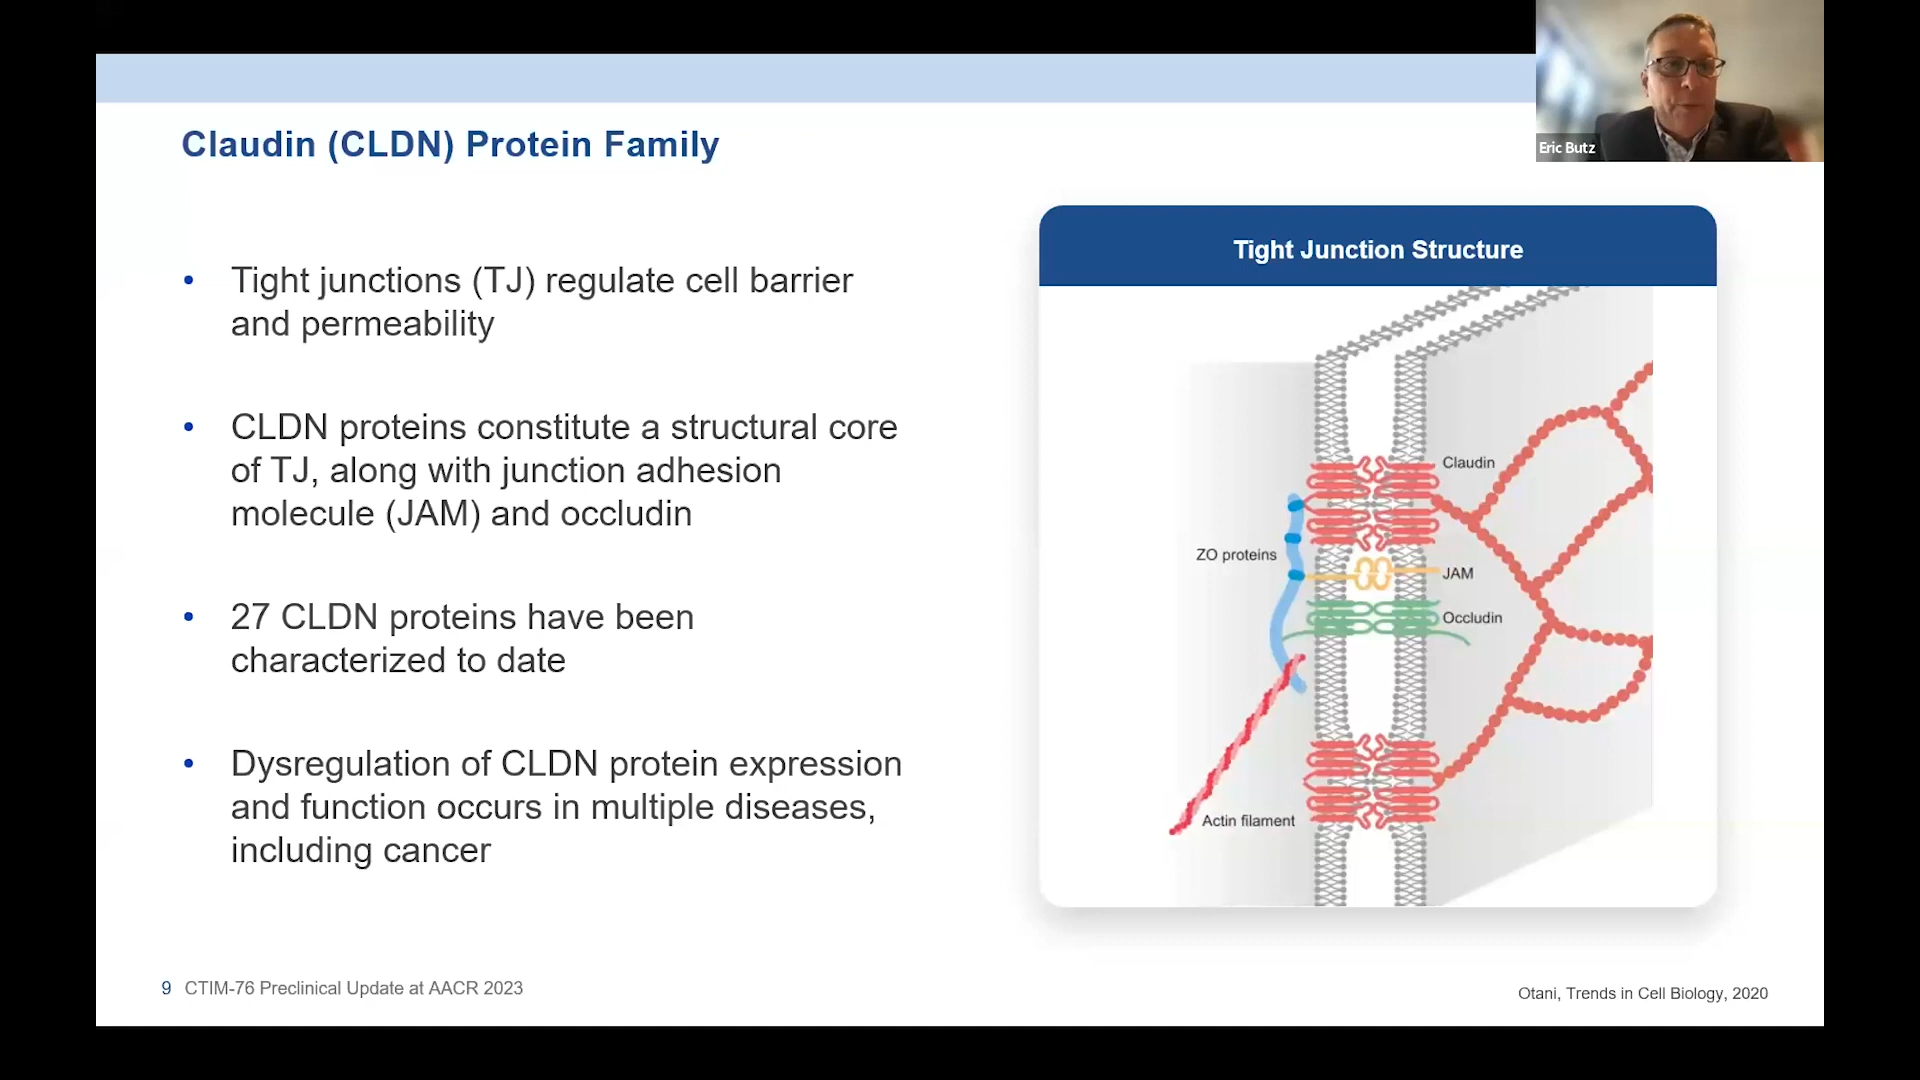 Eric Butz
Claudin (CLDN) Protein Family
• Tight junctions (TJ) regulate cell barrier
and permeability
• CLDN proteins constitute a structural core
of TJ, along with junction adhesion
molecule (JAM) and occludin
• 27 CLDN proteins have been
characterized to date
• Dysregulation of CLDN protein expression
and function occurs in multiple diseases,
including cancer
Tight Junction Structure
Claudin
ZO proteins
JAM
Occludin
Actin filament
9 CTIM-76 Preclinical Update at AACR 2023
Otani, Trends in Cell Biology, 2020